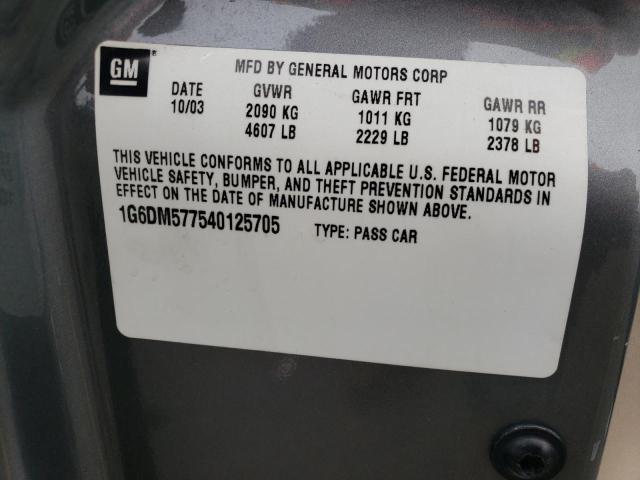 GM ®
MFD BY GENERAL MOTORS CORP
DATE GVWR GAWR FRT GAWR RR
10/03 2090 KG 1011 KG 1079 KG
4607 LB 2229 LB 2378 LB
THIS VEHICLE CONFORMS TO ALL APPLICABLE U.S. FEDERAL MOTOR
VEHICLE SAFETY, BUMPER, AND THEFT PREVENTION STANDARDS IN
EFFECT ON THE DATE OF MANUFACTURE SHOWN ABOVE.
1G6DM577540125705 TYPE: PASS CAR